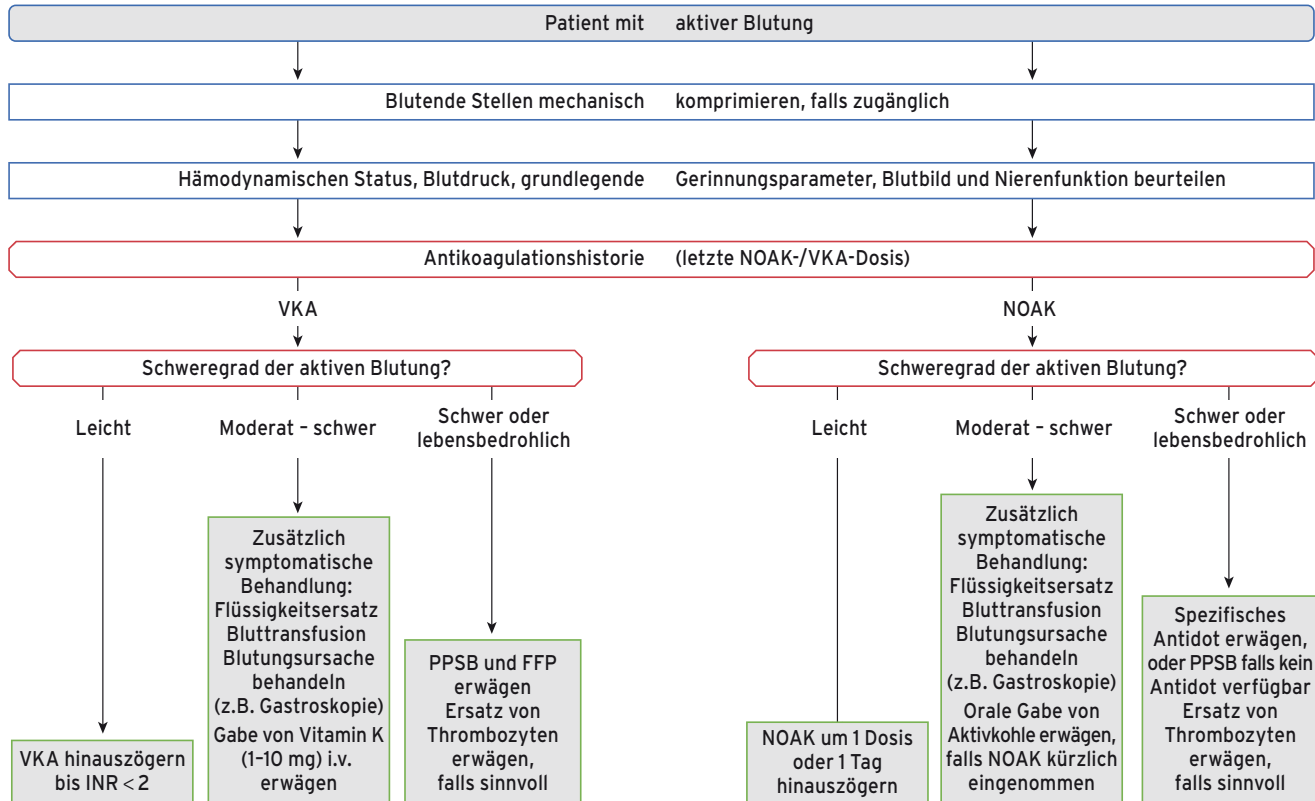 Patient mit aktiver Blutung
Blutende Stellen mechanisch komprimieren, falls zugänglich
Hämodynamischen Status, Blutdruck, grundlegende Gerinnungsparameter, Blutbild und Nierenfunktion beurteilen
Antikoagulationshistorie (letzte NOAK-/VKA-Dosis)
VKA
Schweregrad der aktiven Blutung?
Leicht
Moderat – schwer
Schwer oder
lebensbedrohlich
VKA hinauszögern
bis INR < 2
Zusätzlich
symptomatische
Behandlung:
Flüssigkeitsersatz
Bluttransfusion
Blutungsursache
behandeln
(z.B. Gastroskopie)
Gabe von Vitamin K
(1–10 mg) i.v.
erwägen
PPSB und FFP
erwägen
Ersatz von
Thrombozyten
erwägen,
falls sinnvoll
NOAK
Schweregrad der aktiven Blutung?
Leicht
Moderat – schwer
Schwer oder
lebensbedrohlich
NOAK um 1 Dosis
oder 1 Tag
hinauszögern
Zusätzlich
symptomatische
Behandlung:
Flüssigkeitsersatz
Bluttransfusion
Blutungsursache
behandeln
(z.B. Gastroskopie)
Orale Gabe von
Aktivkohle erwägen,
falls NOAK kürzlich
eingenommen
Spezifisches
Antidot erwägen,
oder PPSB falls kein
Antidot verfügbar
Ersatz von
Thrombozyten
erwägen,
falls sinnvoll